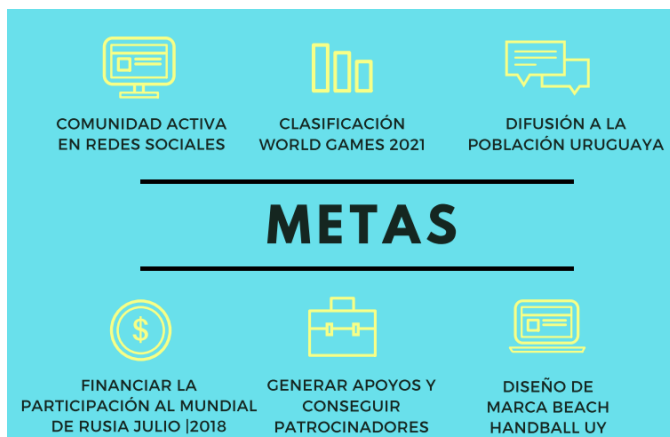 COMUNIDAD ACTIVA
EN REDES SOCIALES
CLASIFICACIÓN
WORLD GAMES 2021
DIFUSIÓN A LA
POBLACIÓN URUGUAYA
METAS
$
FINANCIAR LA
PARTICIPACIÓN AL MUNDIAL
DE RUSIA JULIO |2018
GENERAR APOYOS Y
CONSEGUIR
PATROCINADORES
DISEÑO DE
MARCA BEACH
HANDBALL UY